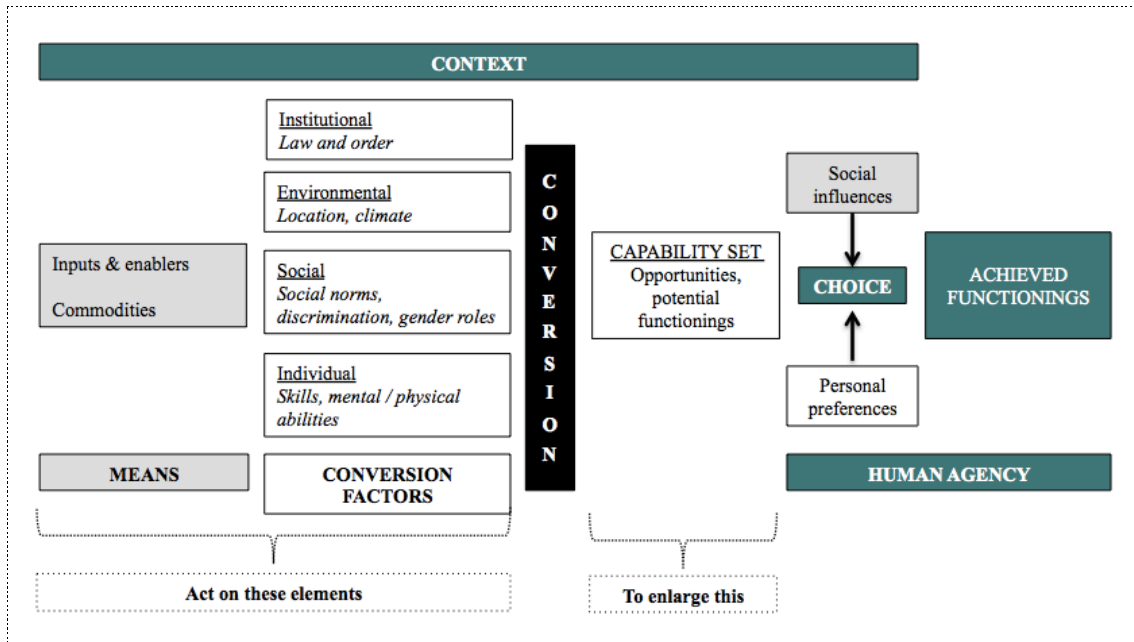 CONTEXT
Inputs & enablers
Commodities
MEANS
Institutional
Law and order
Environmental
Location, climate
Social
Social norms,
discrimination, gender roles
Individual
Skills, mental / physical
abilities
CONVERSION
FACTORS
C
O
N
V
E
R
S
I
O
N
CAPABILITY SET
Opportunities,
potential
functionings
Social
influences
CHOICE
Personal
preferences
ACHIEVED
FUNCTIONINGS
HUMAN AGENCY
Act on these elements
To enlarge this